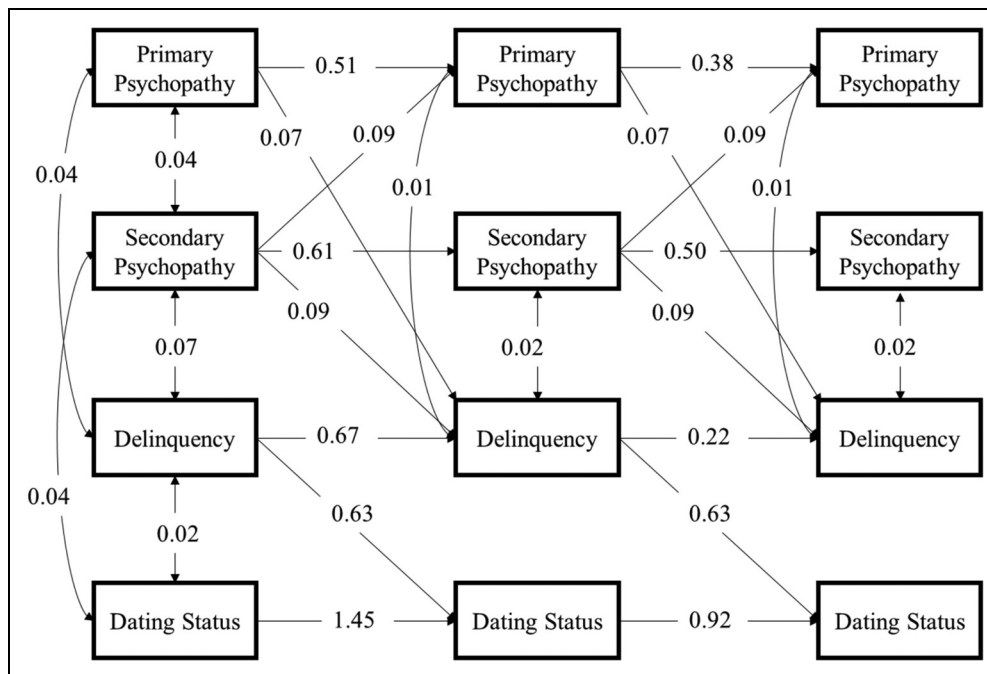 Primary
Psychopathy
0.51
Primary
Psychopathy
0.38
Primary
Psychopathy
0.07
0.09
0.07
0.09
0.04
0.04
0.01
0.01
Secondary
Psychopathy
0.61
Secondary
Psychopathy
0.50
Secondary
Psychopathy
0.09
0.09
0.07
0.02
0.02
Delinquency
0.67
Delinquency
0.22
Delinquency
0.04
0.02
0.63
0.63
Dating Status
1.45
Dating Status
0.92
Dating Status